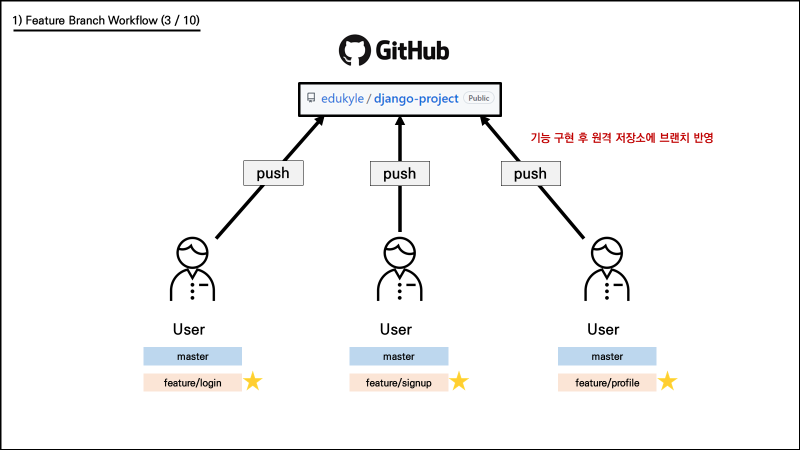 1) Feature Branch Workflow (3 / 10)
GitHub
edukyle / django-project Public
기능 구현 후 원격 저장소에 브랜치 반영
push push push
User User User
master master master
feature/login feature/signup feature/profile